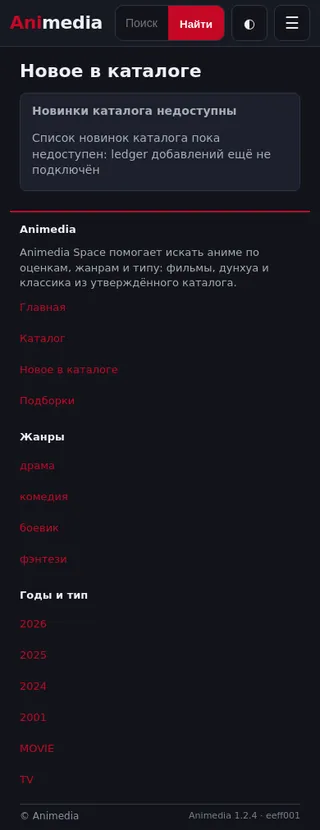 Animedia
Поиск
Найти
Новое в каталоге
Новинки каталога недоступны
Список новинок каталога пока
недоступен: ledger добавлений ещё не
подключён
Animedia
Animedia Space помогает искать аниме по
оценкам, жанрам и типу: фильмы, дунхуа и
классика из утверждённого каталога.
Главная
Каталог
Новое в каталоге
Подборки
Жанры
драма
комедия
боевик
фэнтези
Годы и тип
2026
2025
2024
2001
MOVIE
TV
© Animedia
Animedia 1.2.4 · eeff001